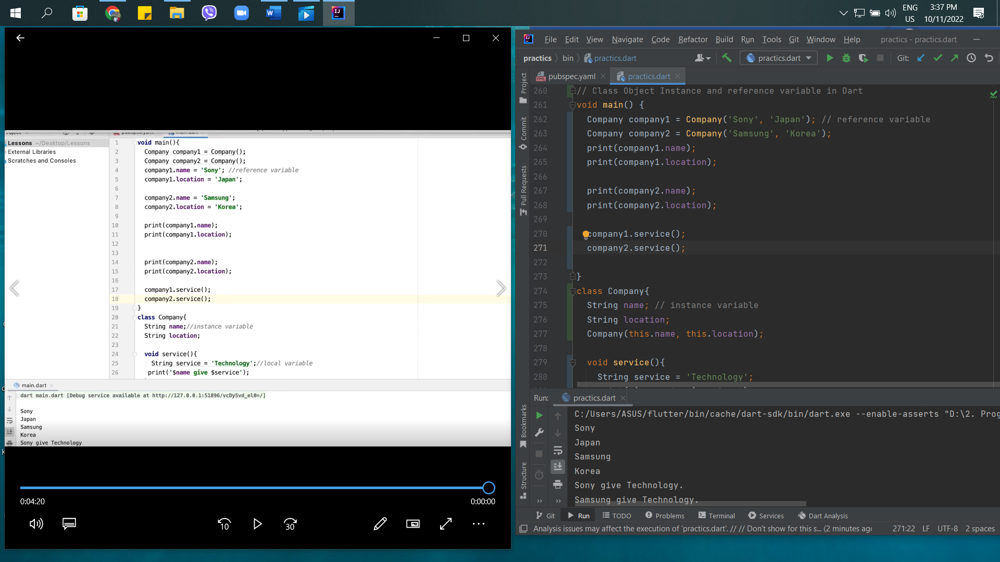 ENG
US
3:37 PM
10/11/2022
Lessons ~/Desktop/Lessons
External Libraries
Scratches and Consoles
1 void main(){
2 Company company1 = Company();
3 Company company2 = Company();
4 company1.name = 'Sony'; //reference variable
5 company1.location = 'Japan';
6
7 company2.name = 'Samsung';
8 company2.location = 'Korea';
9
10 print(company1.name);
11 print(company1.location);
12
13
14 print(company2.name);
15 print(company2.location);
16
17 company1.service();
18 company2.service();
19 }
20 class Company{
21 String name;//instance variable
22 String location;
23
24 void service(){
25 String service = 'Technology';//local variable
26 print('$name give $service');
main.dart
dart main.dart [Debug service available at http://127.0.0.1:51896/vcDy5vd_el0=/]
Sony
Japan
Samsung
Korea
Sony give Technology
0:04:20
0:00:00
10
30
File Edit View Navigate Code Refactor Build Run Tools Git Window Help practics - practics.dart
practics bin practics.dart
practics.dart
Git:
pubspec.yaml
practics.dart
Project
Commit
Pull Requests
Bookmarks
Structure
260 // Class Object Instance and reference variable in Dart
261 void main() {
262 Company company1 = Company('Sony', 'Japan'); // reference variable
263 Company company2 = Company('Samsung', 'Korea');
264 print(company1.name);
265 print(company1.location);
266
267 print(company2.name);
268 print(company2.location);
269
270 company1.service();
271 company2.service();
272
273 }
274 class Company{
275 String name; // instance variable
276 String location;
277 Company(this.name, this.location);
278
279 void service(){
280 String service = 'Technology';
Run: practics.dart
C:/Users/ASUS/flutter/bin/cache/dart-sdk/bin/dart.exe --enable-asserts "D:\2. Prog
Sony
Japan
Samsung
Korea
Sony give Technology.
Samsung give Technology.
Git Run TODO Problems Terminal Services Dart Analysis
Analysis issues may affect the execution of 'practics.dart'. // // Don't show for this s... (2 minutes ago
271:22 LF UTF-8 2 spaces